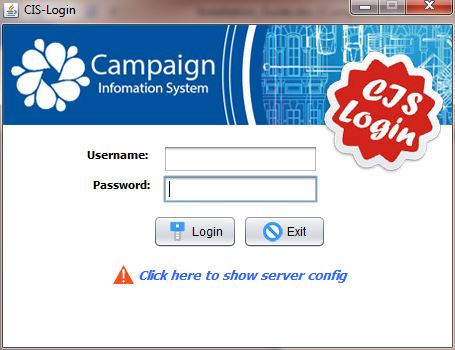 CIS-Login
Campaign
Infomation System
CIS
Login
Username:
Password:
Login
Exit
Click here to show server config